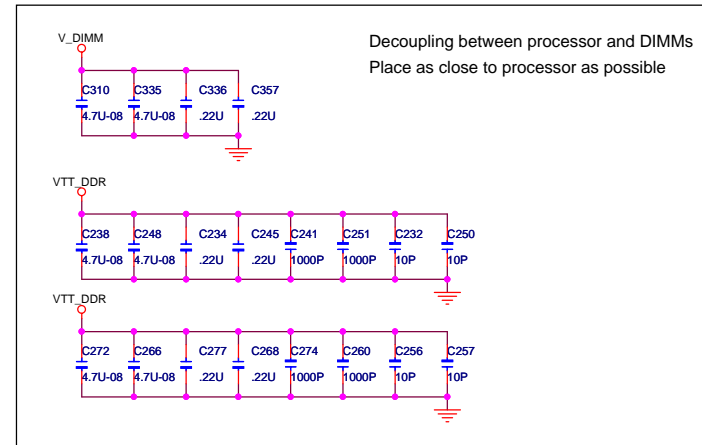 V_DIMM
Decoupling between processor and DIMMs
Place as close to processor as possible
C310 C335 C336 C357
4.7U-08 4.7U-08 .22U .22U
VTT_DDR
C238 C248 C234 C245 C241 C251 C232 C250
4.7U-08 4.7U-08 .22U .22U 1000P 1000P 10P 10P
VTT_DDR
C272 C266 C277 C268 C274 C260 C256 C257
4.7U-08 4.7U-08 .22U .22U 1000P 1000P 10P 10P